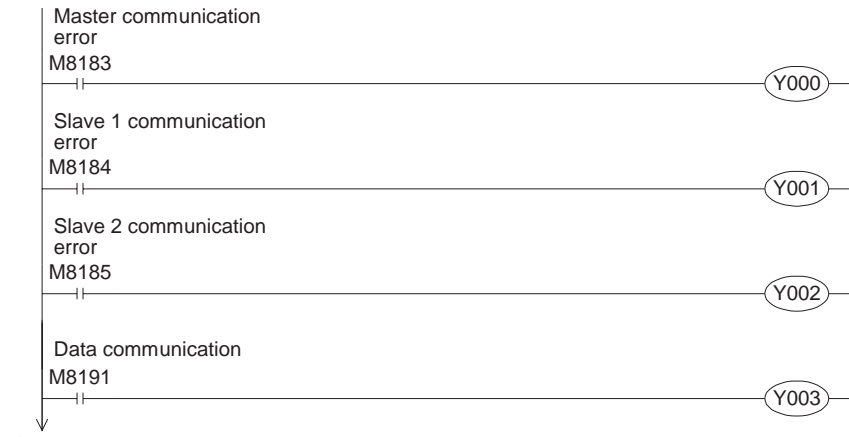 Master communication
error
M8183
Y000
Slave 1 communication
error
M8184
Y001
Slave 2 communication
error
M8185
Y002
Data communication
M8191
Y003